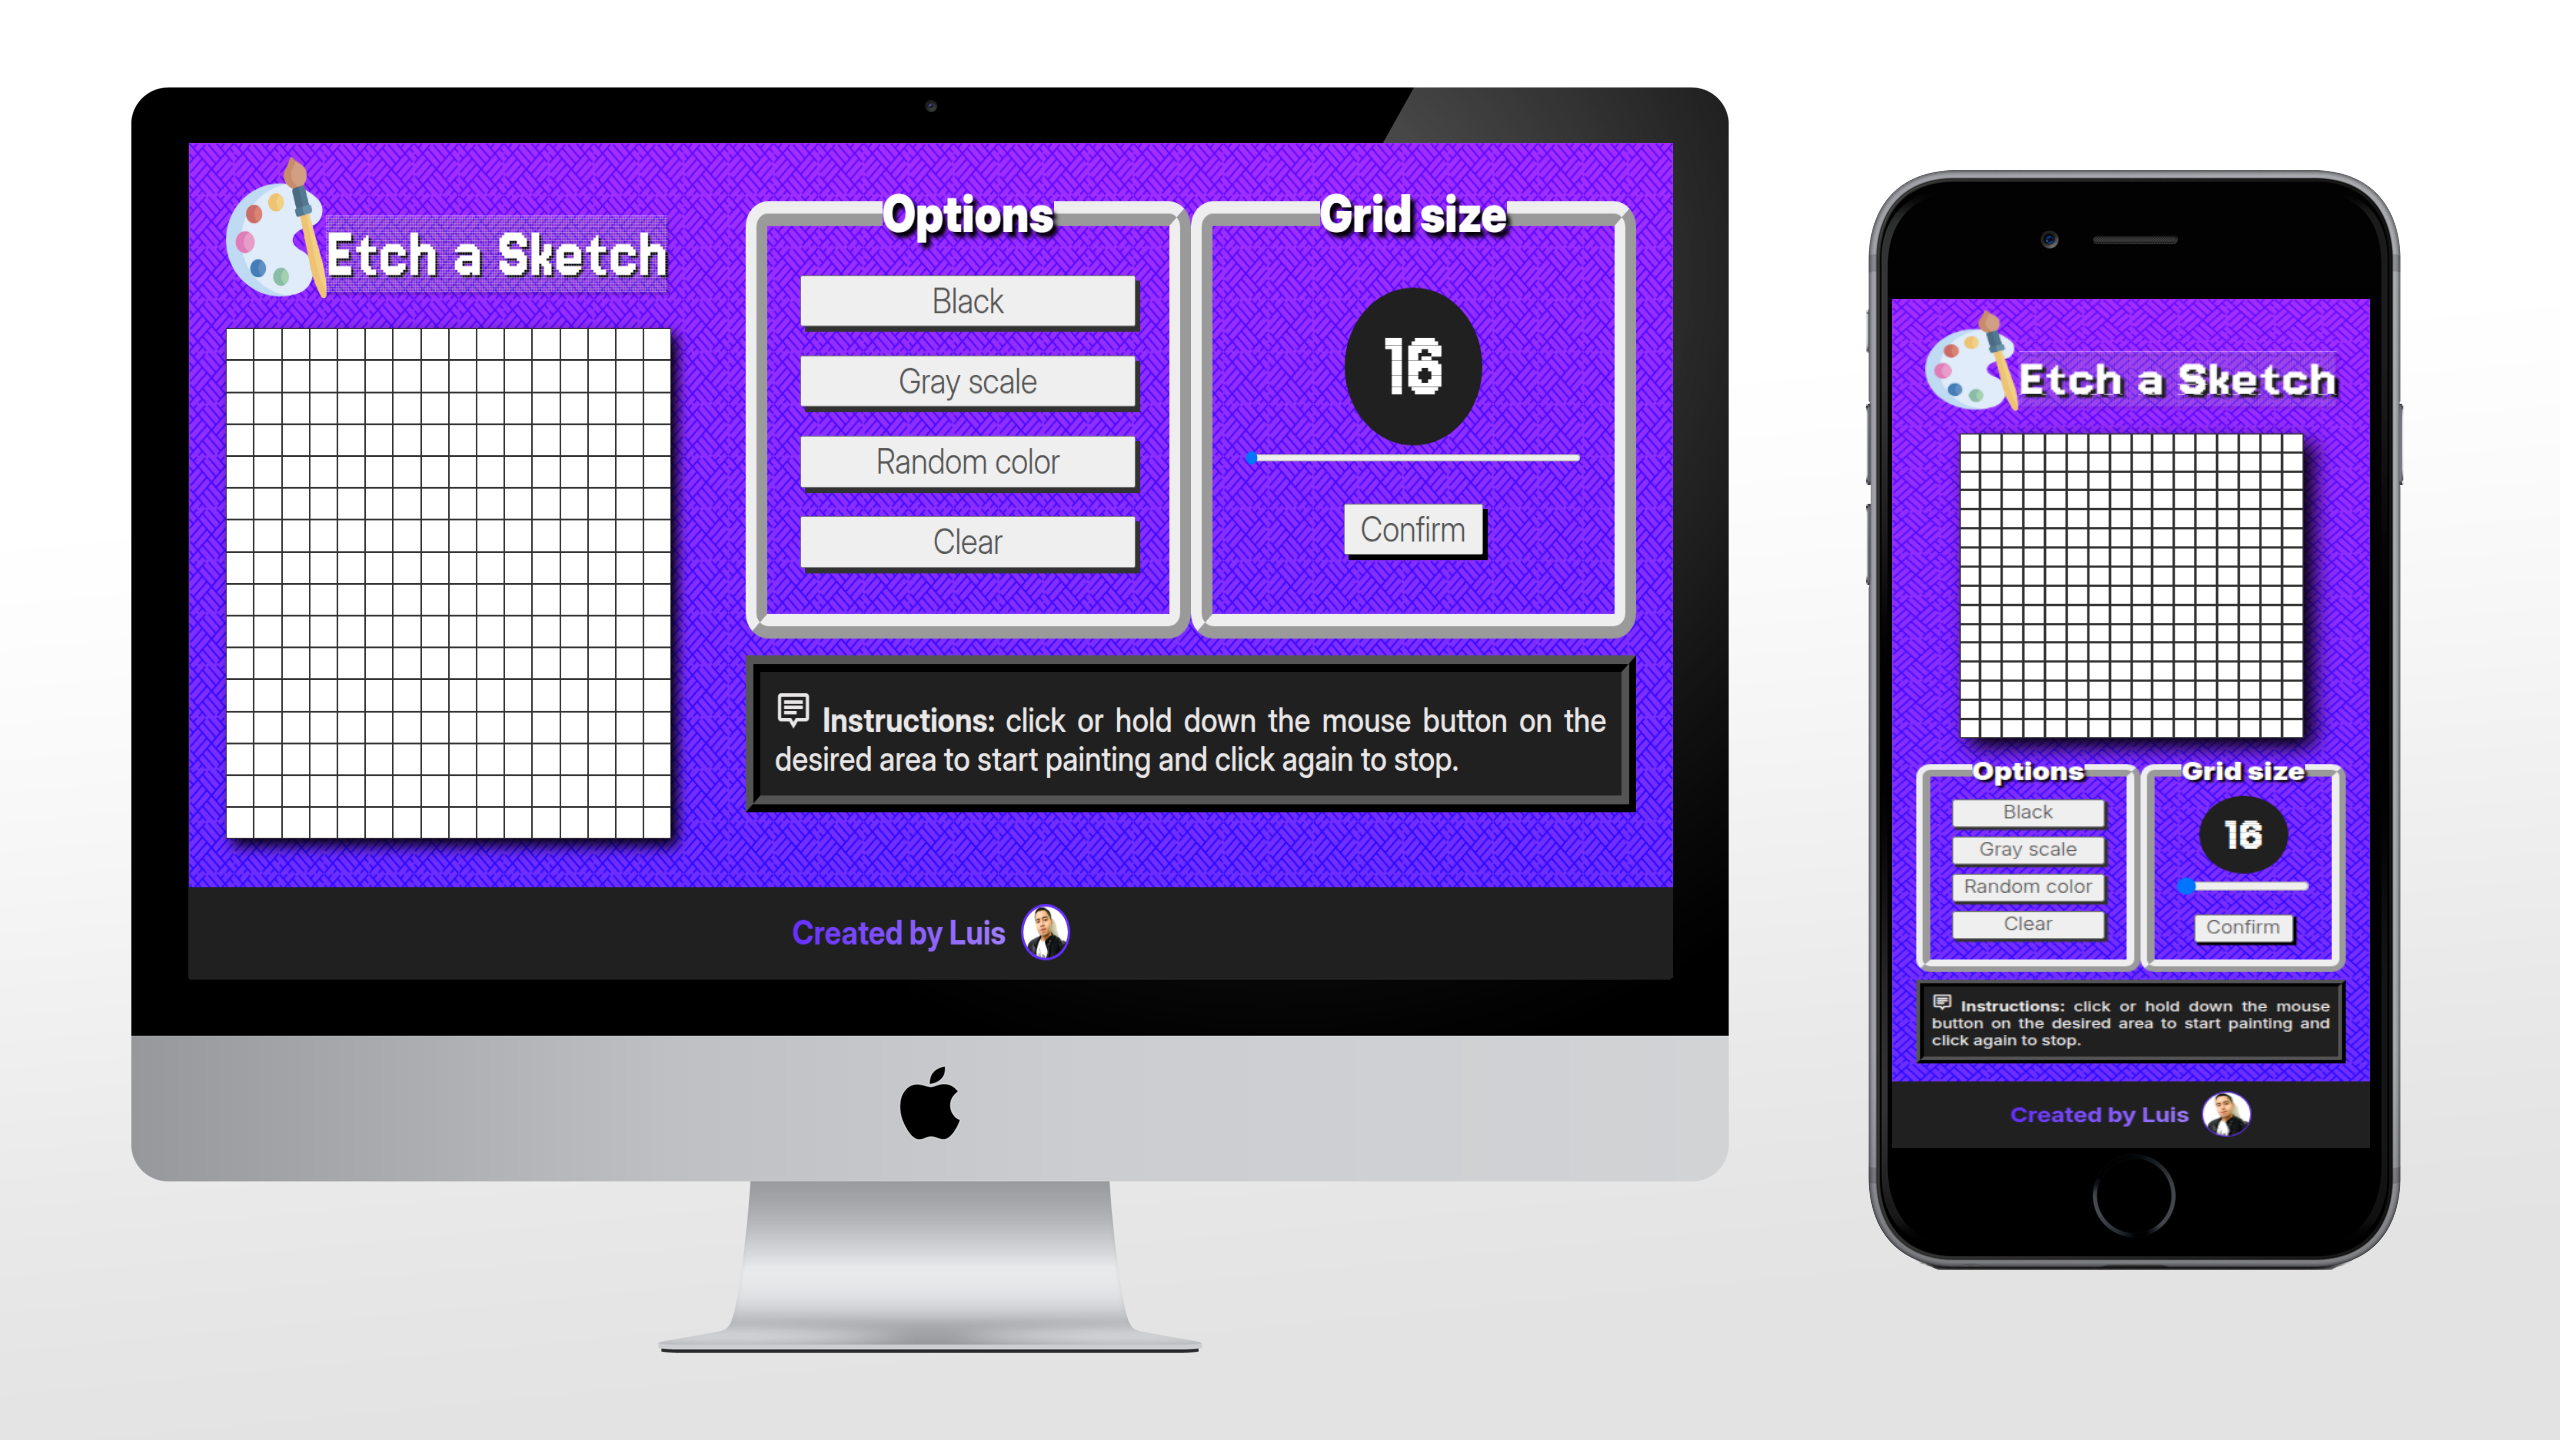 Etch a Sketch
Options
Black
Gray scale
Random color
Clear
Grid size
16
Confirm
Instructions: click or hold down the mouse button on the
desired area to start painting and click again to stop.
Created by Luis
Etch a Sketch
Options
Black
Gray scale
Random color
Clear
Grid size
16
Confirm
Instructions: click or hold down the mouse
button on the desired area to start painting and
click again to stop.
Created by Luis